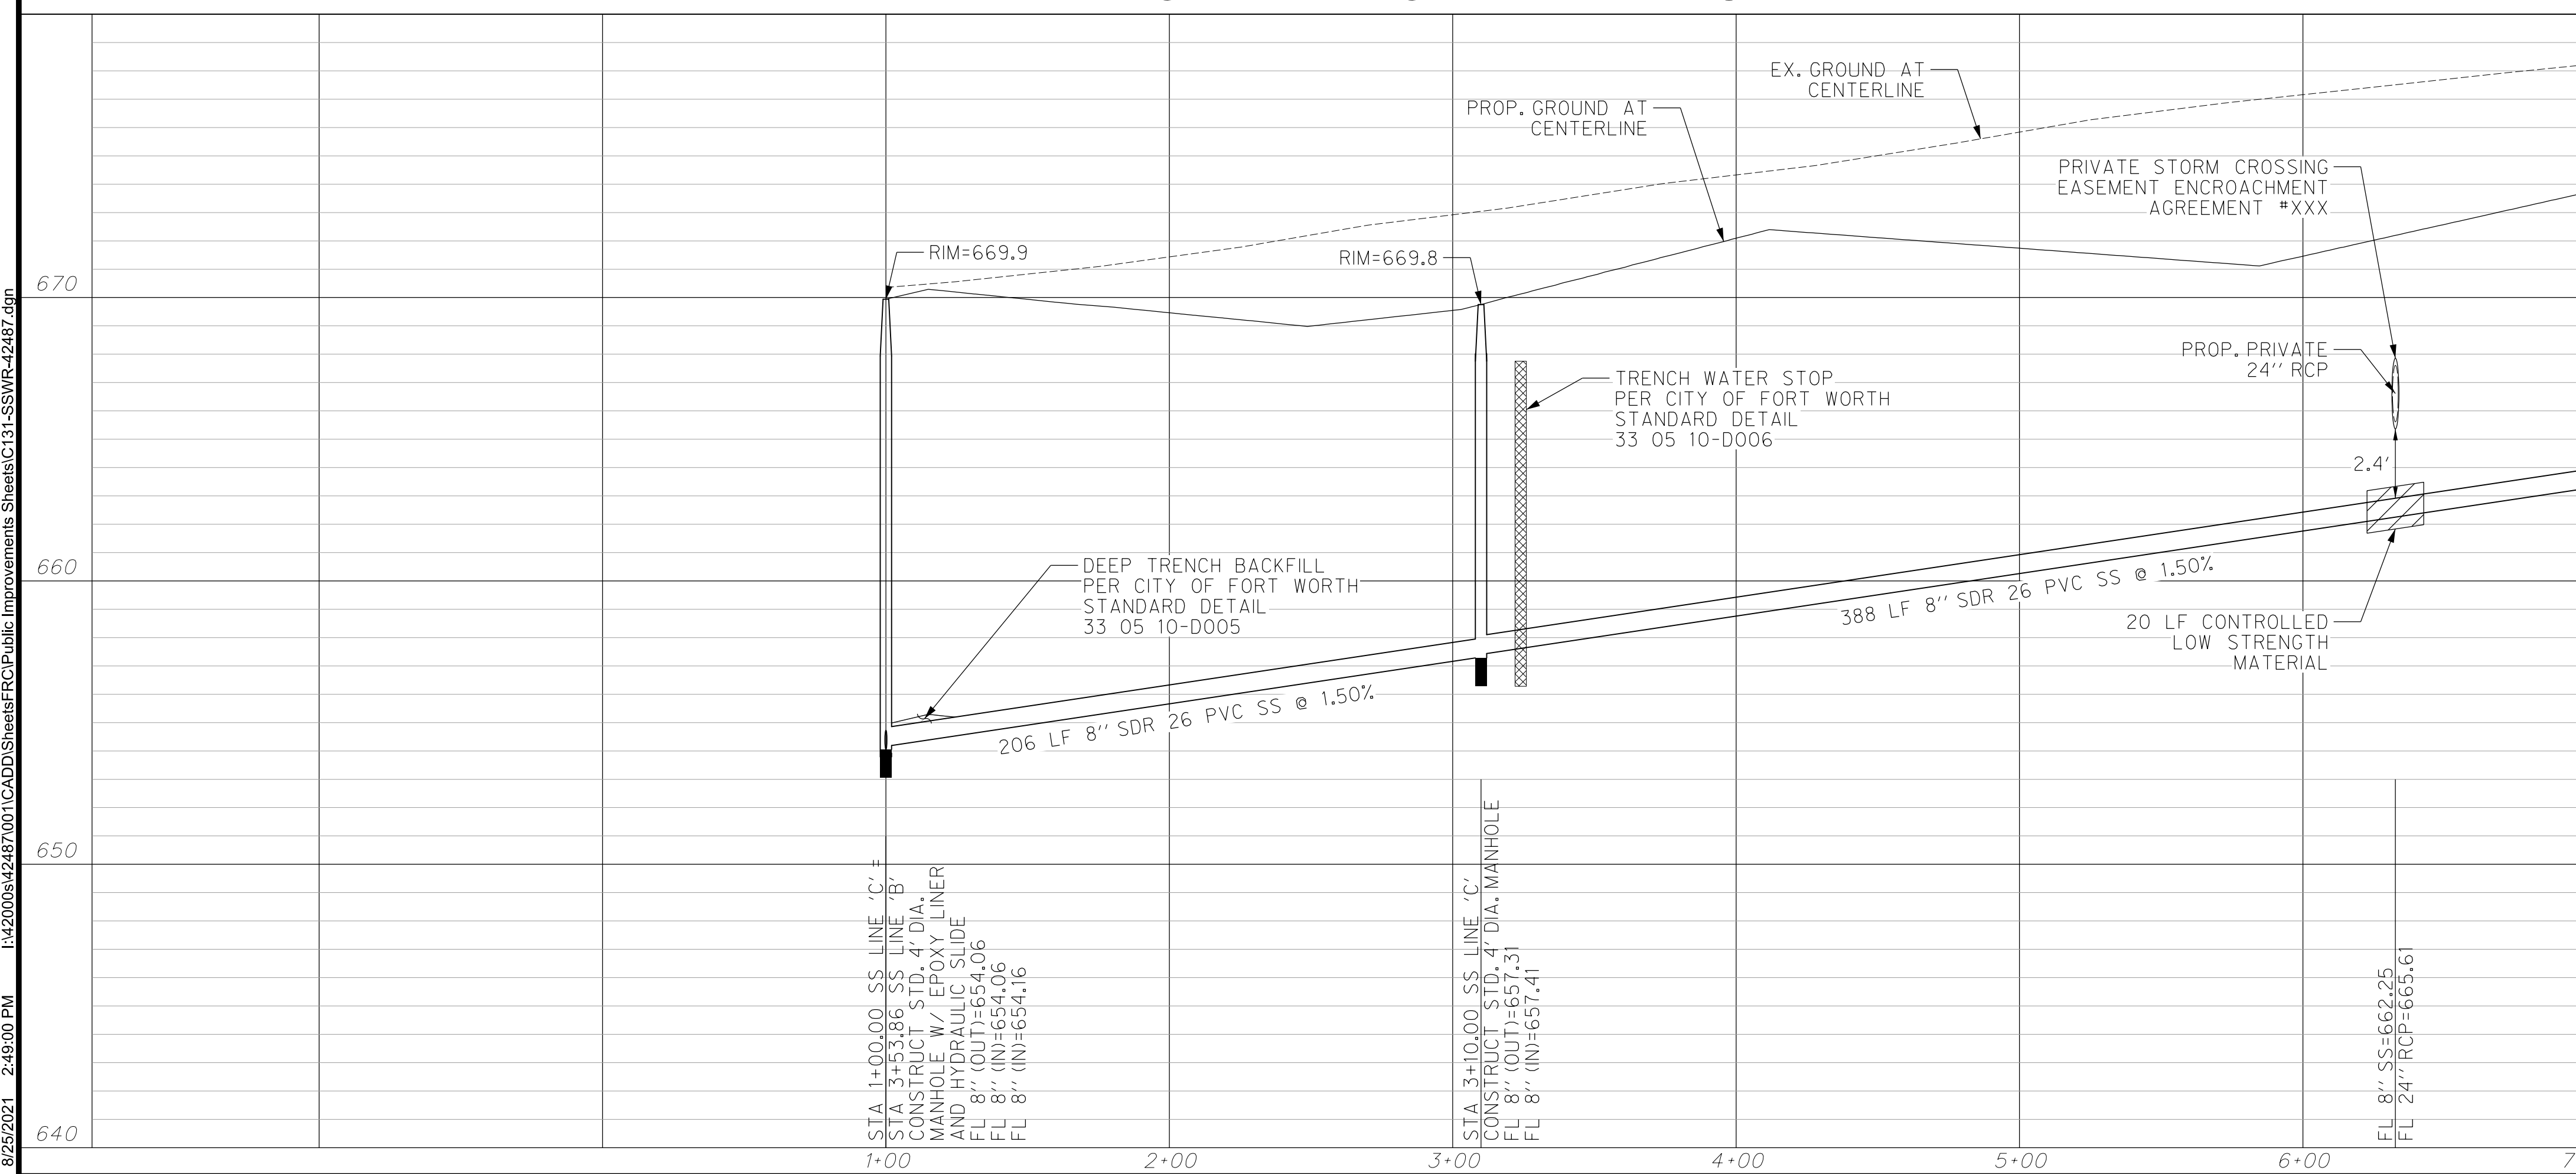 EX. GROUND AT
CENTERLINE
PROP. GROUND AT
CENTERLINE
PRIVATE STORM CROSSING
EASEMENT ENCROACHMENT
AGREEMENT #XXX
RIM=669.9
RIM=669.8
670
PROP. PRIVATE
24'' RCP
TRENCH WATER STOP
PER CITY OF FORT WORTH
STANDARD DETAIL
33 05 10-D006
2.4'
660
DEEP TRENCH BACKFILL
PER CITY OF FORT WORTH
STANDARD DETAIL
33 05 10-D005
388 LF 8'' SDR 26 PVC SS @ 1.50%
20 LF CONTROLLED
LOW STRENGTH
MATERIAL
206 LF 8'' SDR 26 PVC SS @ 1.50%
650
STA 1+00.00 SS LINE 'C' =
STA 3+53.86 SS LINE 'B'
CONSTRUCT STD. 4' DIA.
MANHOLE W/ EPOXY LINER
AND HYDRAULIC SLIDE
FL 8'' (OUT)=654.06
FL 8'' (IN)=654.06
FL 8'' (IN)=654.16
STA 3+10.00 SS LINE 'C'
CONSTRUCT STD. 4' DIA. MANHOLE
FL 8'' (OUT)=657.31
FL 8'' (IN)=657.41
FL 8'' SS=662.25
FL 24'' RCP=665.61
640
1+00
2+00
3+00
4+00
5+00
6+00
8/25/2021 2:49:00 PM I:\42000s\42487\001\CADD\SheetsFRC\Public Improvements Sheets\C131-SSWR-42487.dgn